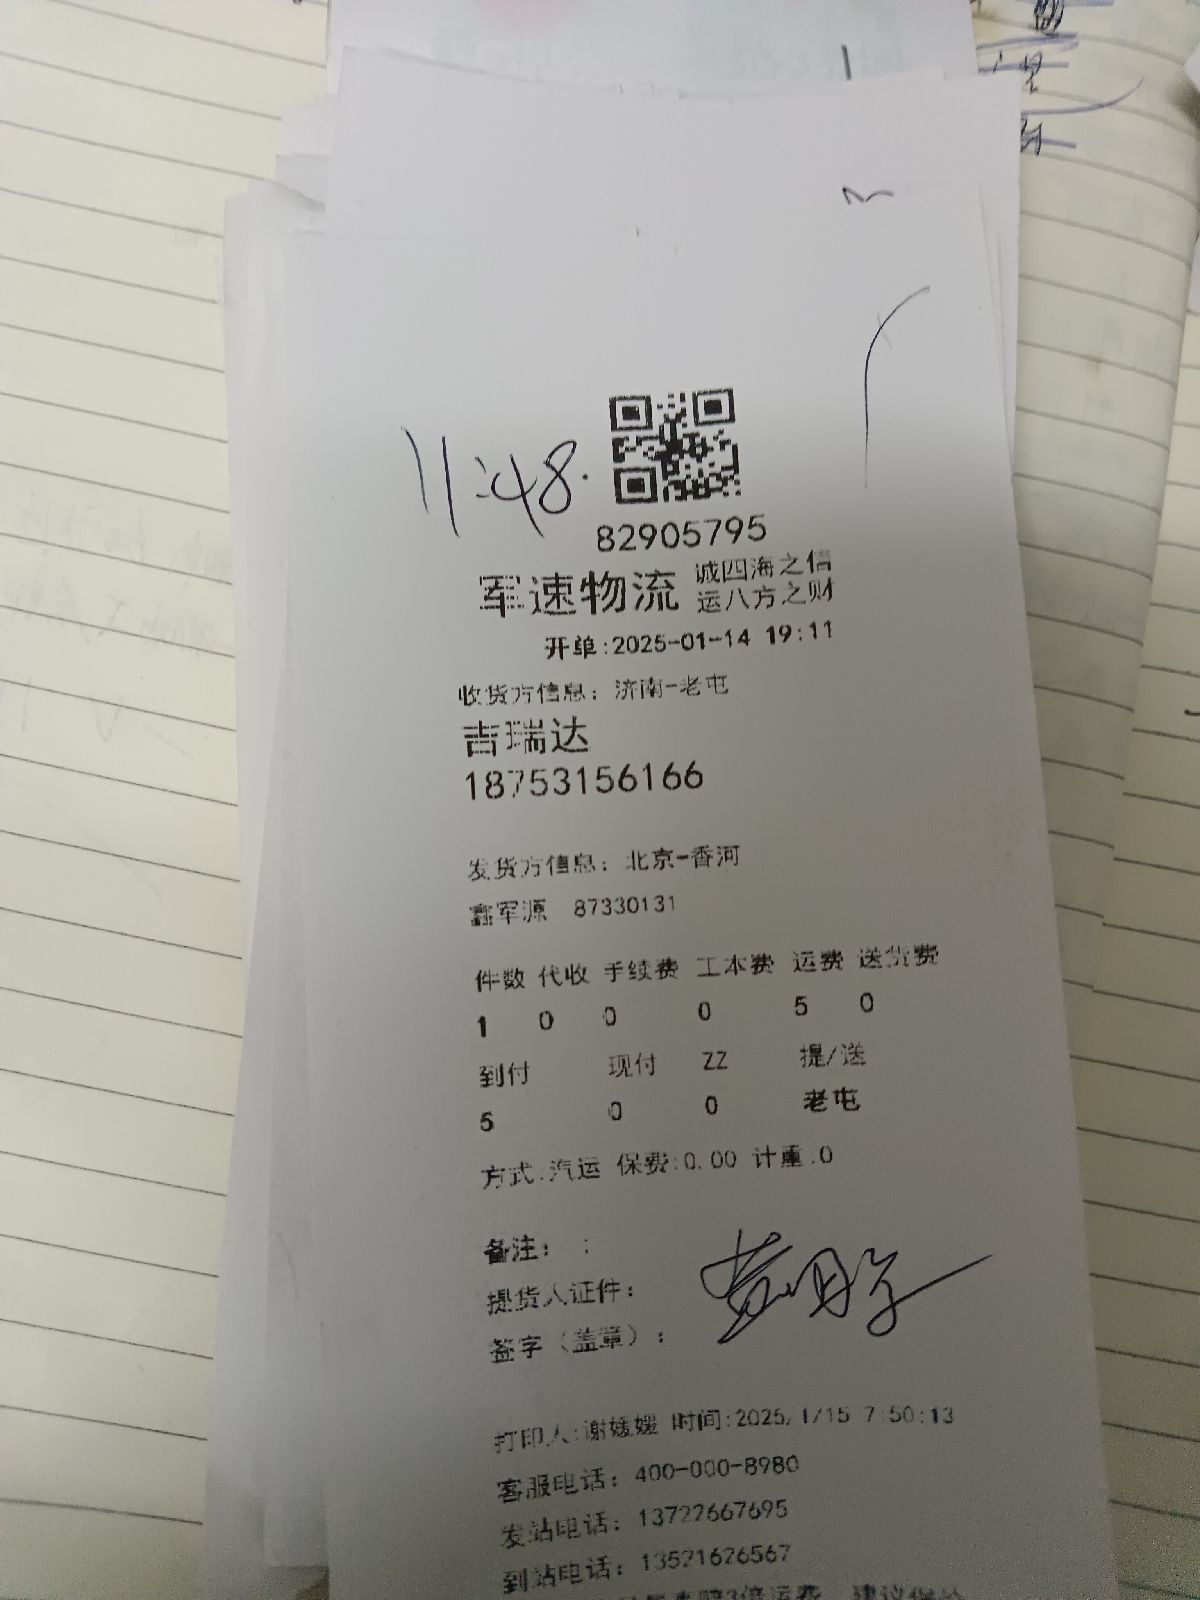 11:48.
82905795
军速物流 诚四海之信
运八方之财
开单:2025-01-14 19:11
收货方信息：济南-老屯
吉瑞达
18753156166
发货方信息：北京-香河
鑫军源 87330131
件数 代收 手续费 工本费 运费 送货费
1 0 0 0 5 0
到付 现付 ZZ 提/送
5 0 0 老屯
方式:汽运 保费:0.00 计重:0
备注： :
提货人证件：
签字（盖章）：
打印人:谢媛媛 时间:2025/1/15 7:50:13
客服电话：400-000-8980
发站电话：13722667695
到站电话：13521626567
3倍运费，建议